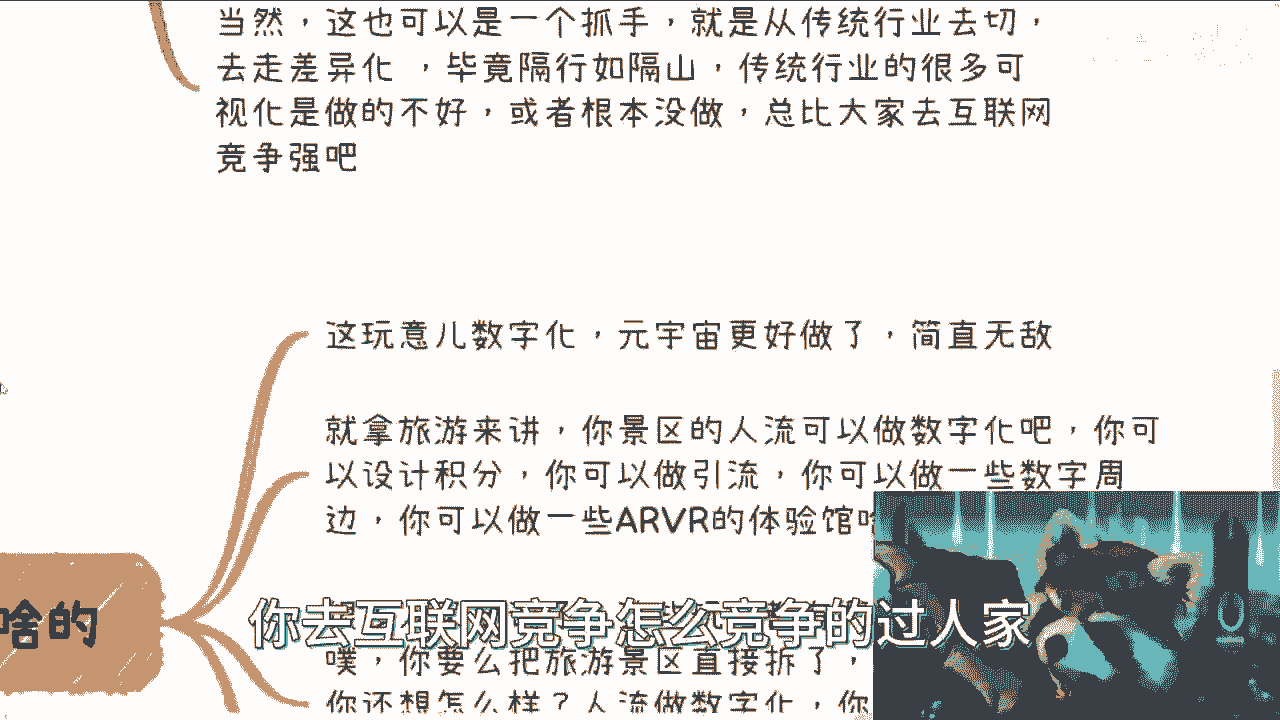 当然，这也可以是一个抓手，就是从传统行业去切，
去走差异化 ，毕竟隔行如隔山，传统行业的很多可
视化是做的不好，或者根本没做，总比大家去互联网
竞争强吧
这玩意儿数字化，元宇宙更好做了，简直无敌
就拿旅游来讲，你景区的人流可以做数字化吧，你可
以设计积分，你可以做引流，你可以做一些数字周
边，你可以做一些ARVR的体验馆
啥的
你去互联网竞争怎么竞争的过人家
噗，你要么把旅游景区直接拆了，
你还想怎么样？人流做数字化，你